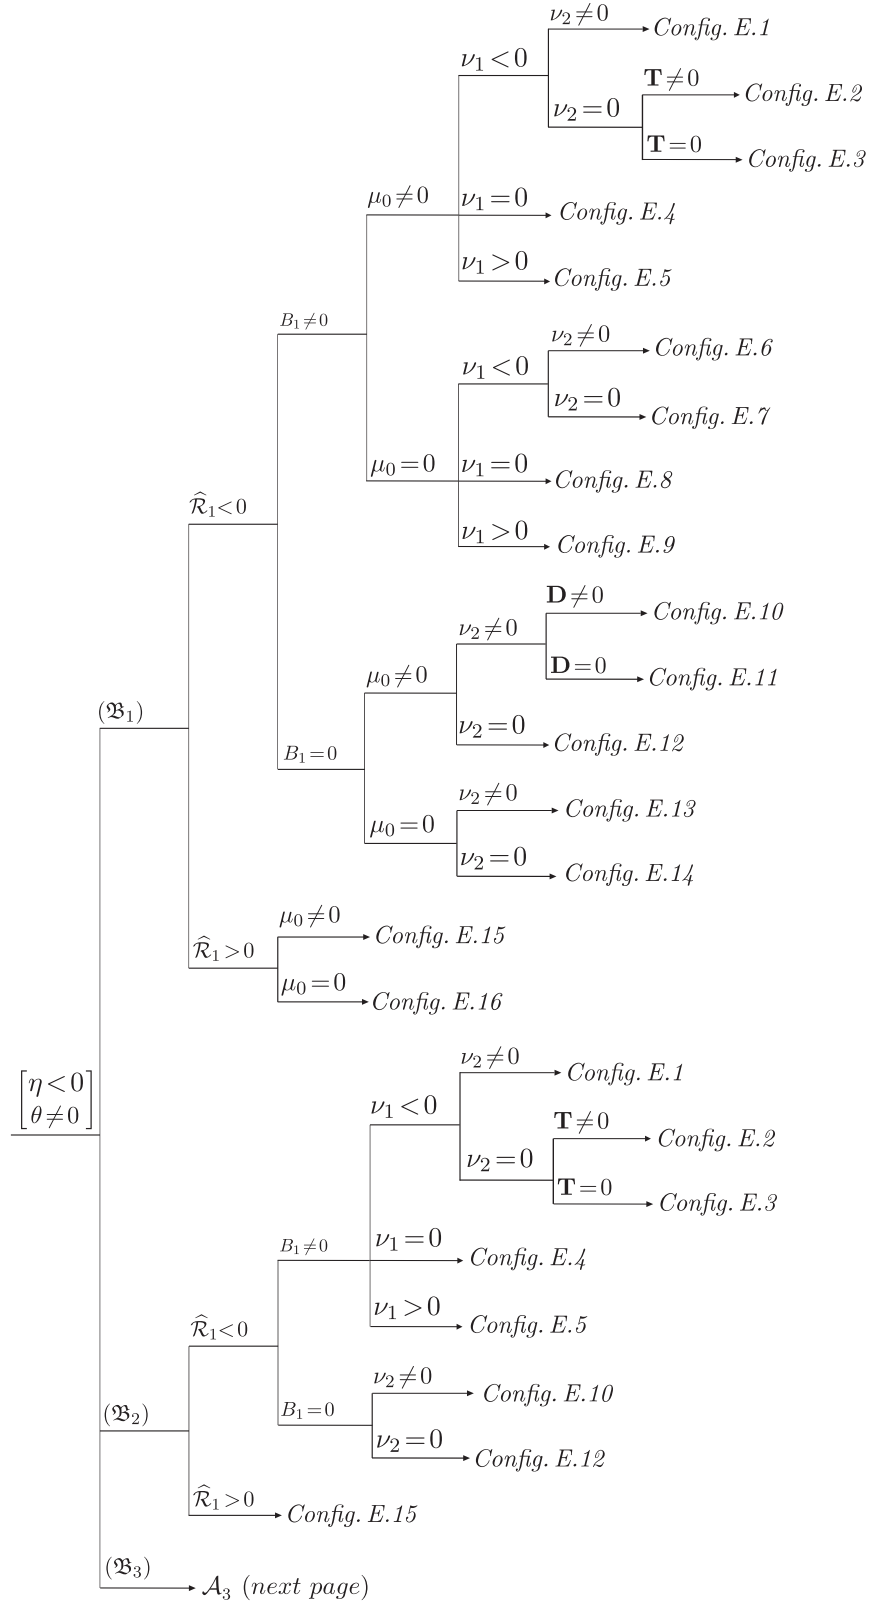 ν₂≠0
Config. E.1
ν₁<0
T≠0
Config. E.2
ν₂=0
T=0
Config. E.3
μ₀≠0
ν₁=0
Config. E.4
ν₁>0
Config. E.5
B₁≠0
ν₂≠0
Config. E.6
ν₁<0
ν₂=0
Config. E.7
μ₀=0
ν₁=0
Config. E.8
R̂₁<0
ν₁>0
Config. E.9
D≠0
Config. E.10
ν₂≠0
D=0
Config. E.11
μ₀≠0
(𝔅₁)
ν₂=0
Config. E.12
B₁=0
ν₂≠0
Config. E.13
μ₀=0
ν₂=0
Config. E.14
μ₀≠0
Config. E.15
R̂₁>0
μ₀=0
Config. E.16
ν₂≠0
Config. E.1
[η<0
θ≠0]
ν₁<0
T≠0
Config. E.2
ν₂=0
T=0
Config. E.3
B₁≠0
ν₁=0
Config. E.4
R̂₁<0
ν₁>0
Config. E.5
ν₂≠0
Config. E.10
(𝔅₂)
B₁=0
ν₂=0
Config. E.12
R̂₁>0
Config. E.15
(𝔅₃)
𝒜₃ (next page)